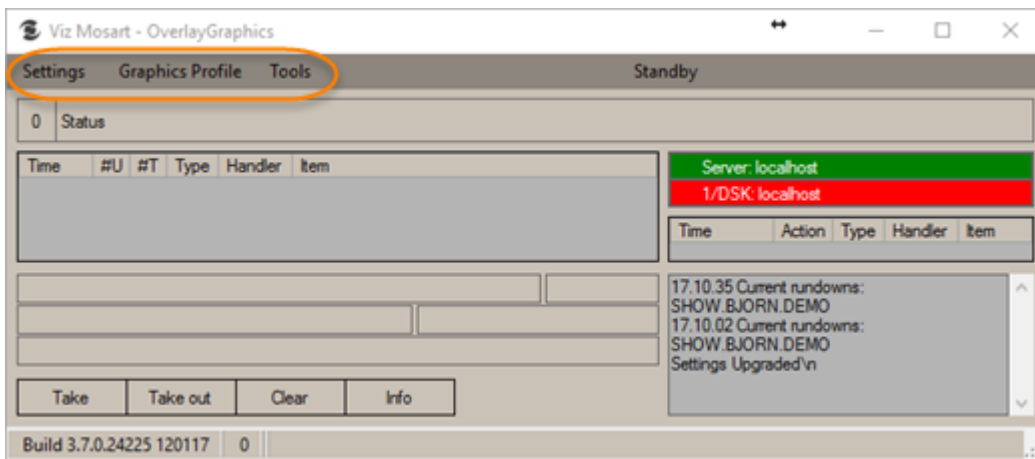 Viz Mosart - OverlayGraphics
Settings Graphics Profile Tools Standby
0 Status
Time #U #T Type Handler Item
Server: localhost
1/DSK: localhost
Time Action Type Handler Item
17.10.35 Current rundowns:
SHOW.BJORN.DEMO
17.10.02 Current rundowns:
SHOW.BJORN.DEMO
Settings Upgraded\n
Take Take out Clear Info
Build 3.7.0.24225 120117 0